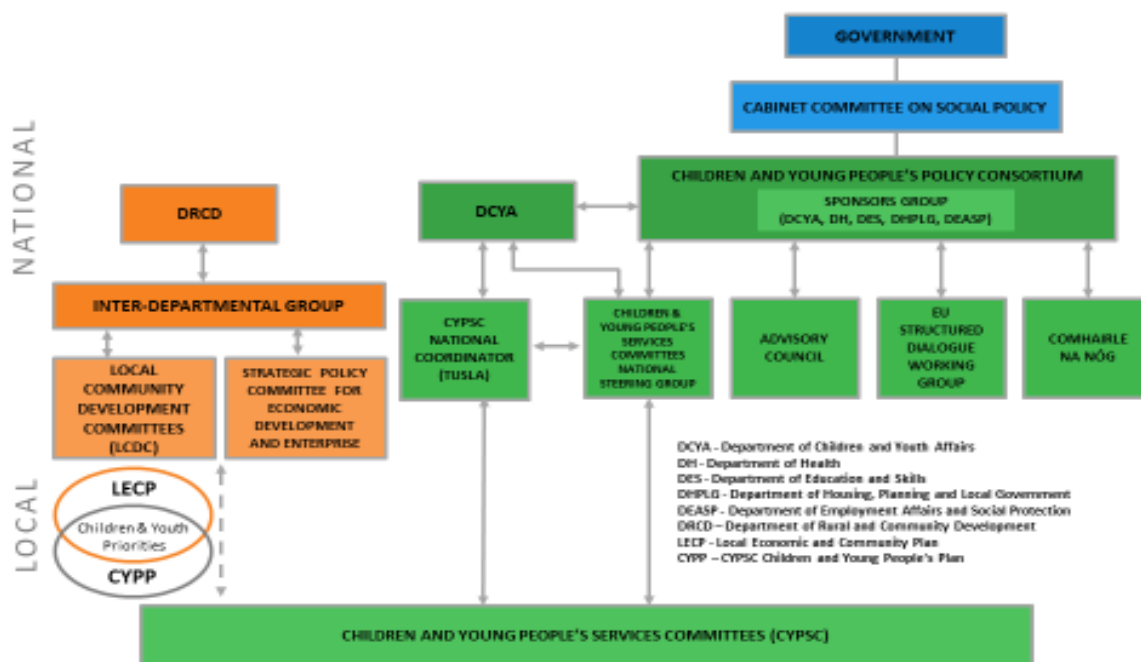 GOVERNMENT
CABINET COMMITTEE ON SOCIAL POLICY
CHILDREN AND YOUNG PEOPLE'S POLICY CONSORTIUM
SPONSORS GROUP
(DCYA, DH, DES, DHPLG, DEASP)
NATIONAL
DRCD
DCYA
INTER-DEPARTMENTAL GROUP
LOCAL
COMMUNITY
DEVELOPMENT
COMMITTEES
(LCDC)
STRATEGIC POLICY
COMMITTEE FOR
ECONOMIC
DEVELOPMENT
AND ENTERPRISE
CYPSC
NATIONAL
COORDINATOR
(TUSLA)
CHILDREN &
YOUNG PEOPLE'S
SERVICES
COMMITTEES
NATIONAL
STEERING GROUP
ADVISORY
COUNCIL
EU
STRUCTURED
DIALOGUE
WORKING
GROUP
COMHAIRLE
NA NÓG
LOCAL
LECP
Children & Youth
Priorities
CYPP
DCYA - Department of Children and Youth Affairs
DH - Department of Health
DES - Department of Education and Skills
DHPLG - Department of Housing, Planning and Local Government
DEASP - Department of Employment Affairs and Social Protection
DRCD – Department of Rural and Community Development
LECP - Local Economic and Community Plan
CYPP – CYPSC Children and Young People's Plan
CHILDREN AND YOUNG PEOPLE'S SERVICES COMMITTEES (CYPSC)